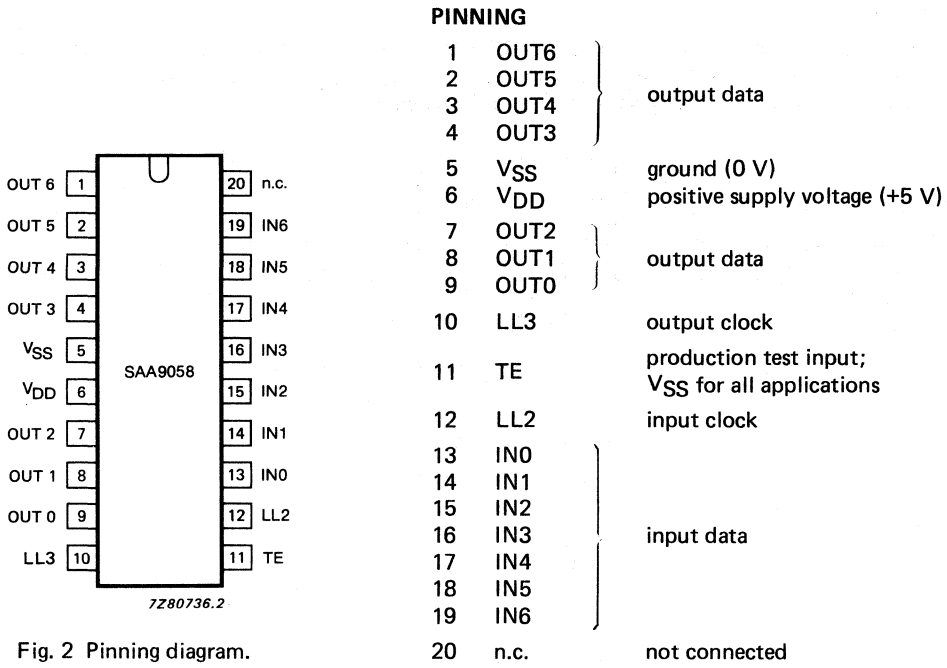 PINNING
1 OUT6
2 OUT5
3 OUT4
4 OUT3
output data
5 VSS ground (0 V)
6 VDD positive supply voltage (+5 V)
7 OUT2
8 OUT1
9 OUT0
output data
10 LL3 output clock
11 TE production test input;
VSS for all applications
12 LL2 input clock
13 IN0
14 IN1
15 IN2
16 IN3
17 IN4
18 IN5
19 IN6
input data
20 n.c. not connected
OUT 6 1 20 n.c.
OUT 5 2 19 IN6
OUT 4 3 18 IN5
OUT 3 4 17 IN4
VSS 5 16 IN3
SAA9058
VDD 6 15 IN2
OUT 2 7 14 IN1
OUT 1 8 13 IN0
OUT 0 9 12 LL2
LL3 10 11 TE
7Z80736.2
Fig. 2 Pinning diagram.